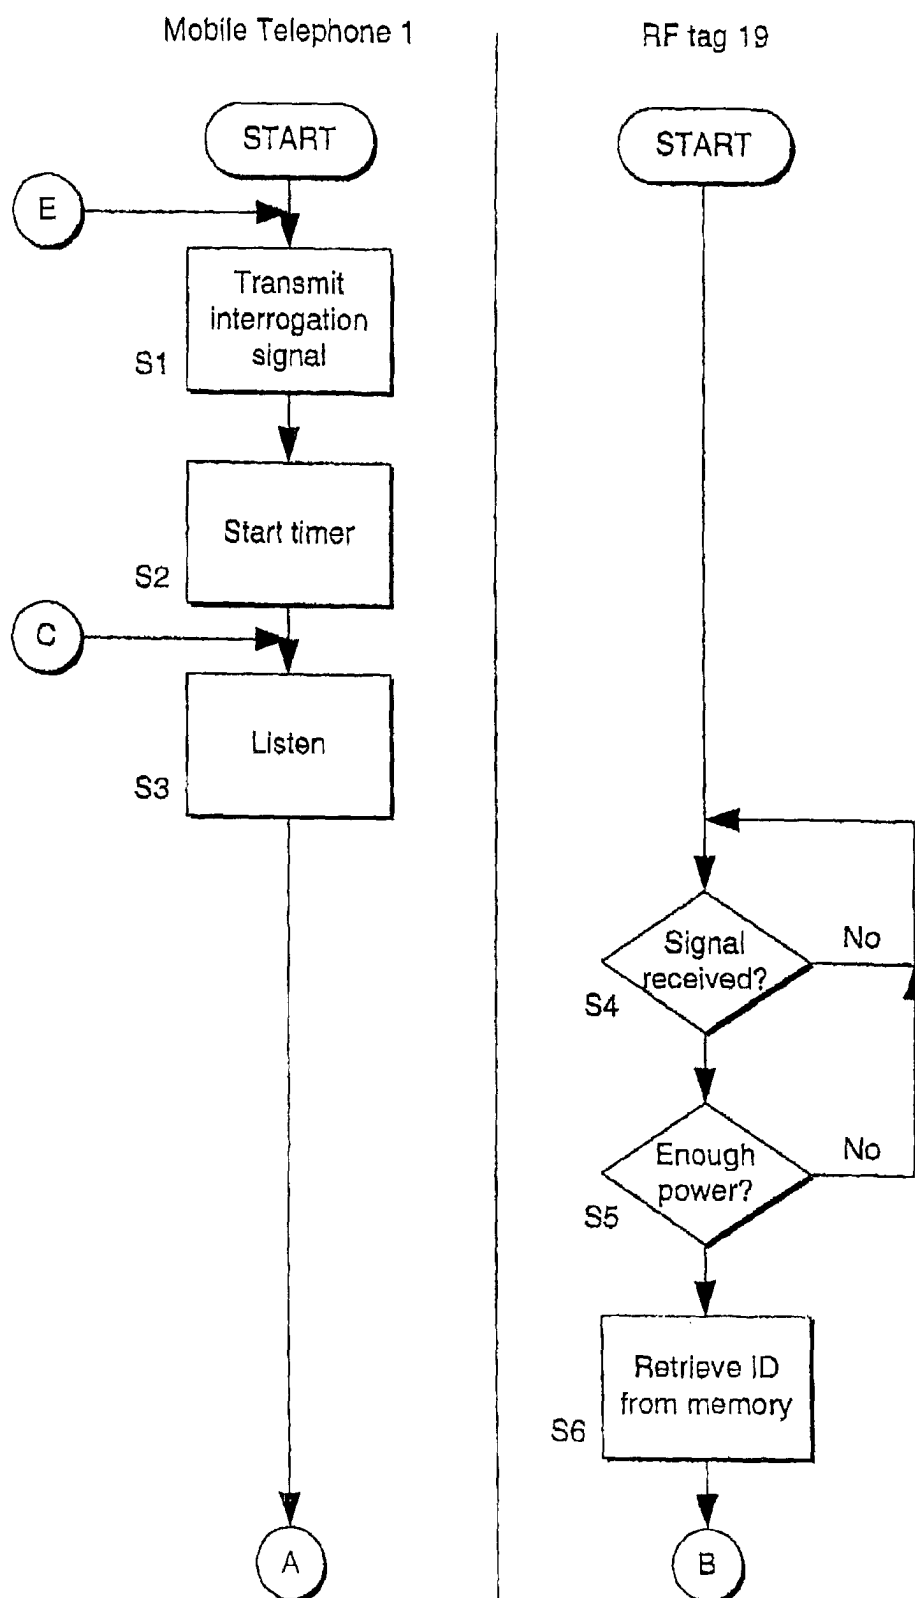 Mobile Telephone 1
RF tag 19
START
START
E
Transmit
interrogation
signal
S1
Start timer
S2
C
Listen
S3
Signal
received?
No
S4
Enough
power?
No
S5
Retrieve ID
from memory
S6
A
B